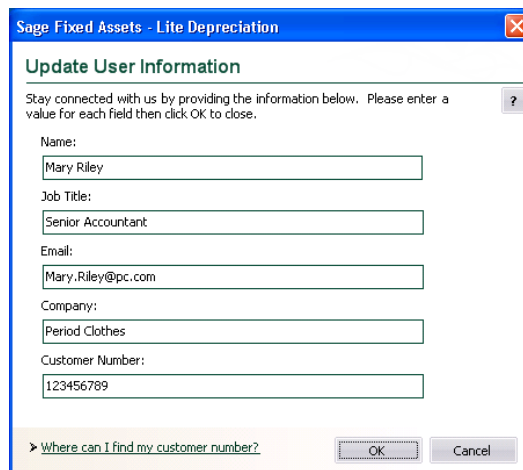 Sage Fixed Assets - Lite Depreciation
Update User Information
Stay connected with us by providing the information below. Please enter a
value for each field then click OK to close.
?
Name:
Mary Riley
Job Title:
Senior Accountant
Email:
Mary.Riley@pc.com
Company:
Period Clothes
Customer Number:
123456789
Where can I find my customer number?
OK
Cancel